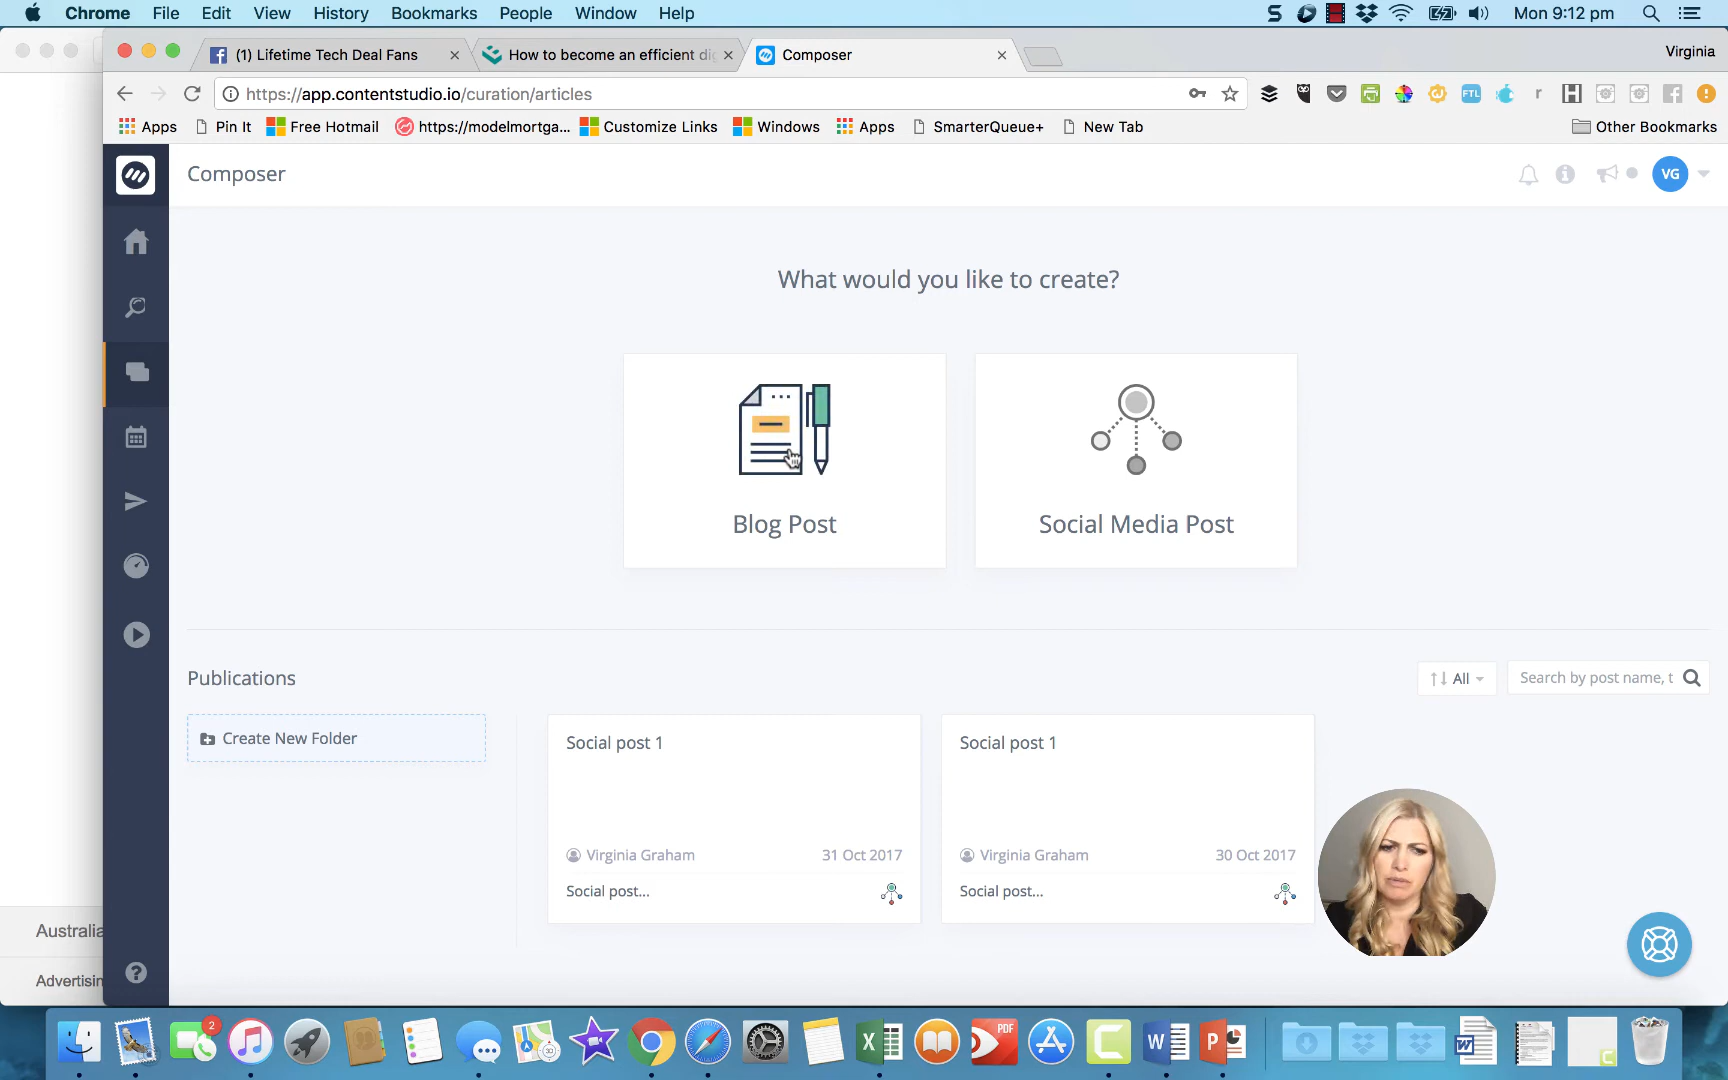 Chrome File Edit View History Bookmarks People Window Help
Mon 9:12 pm
(1) Lifetime Tech Deal Fans
How to become an efficient di
Composer
Virginia
https://app.contentstudio.io/curation/articles
FTL
r
H
Apps
Pin It
Free Hotmail
https://modelmortga...
Customize Links
Windows
Apps
SmarterQueue+
New Tab
Other Bookmarks
Composer
VG
What would you like to create?
Blog Post
Social Media Post
Publications
All
Search by post name, t
Create New Folder
Social post 1
Virginia Graham
31 Oct 2017
Social post...
Social post 1
Virginia Graham
30 Oct 2017
Social post...
Australia
Advertisin
2
PDF